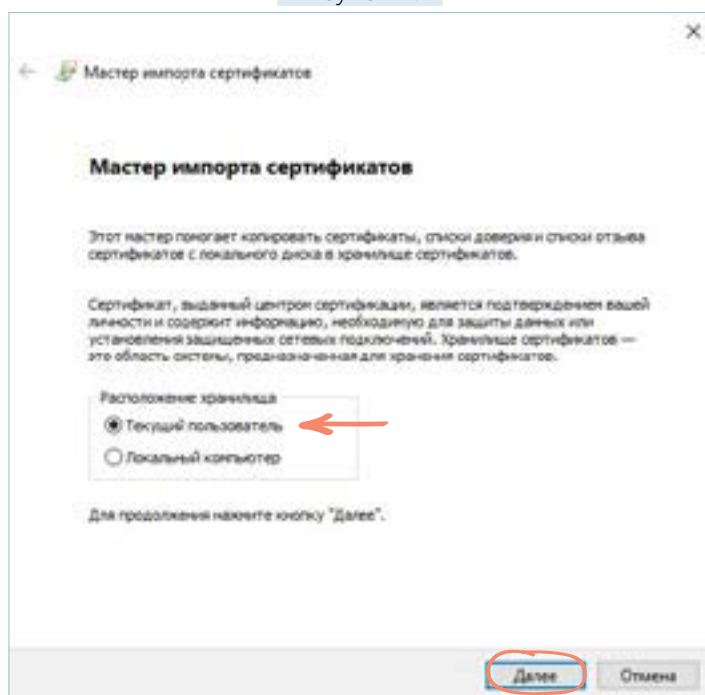 Мастер импорта сертификатов
Мастер импорта сертификатов
Этот мастер помогает копировать сертификаты, списки доверия и списки отзыва
сертификатов с локального диска в хранилище сертификатов.
Сертификат, выданный центром сертификации, является подтверждением вашей
личности и содержит информацию, необходимую для защиты данных или
установления защищенных сетевых подключений. Хранилище сертификатов —
это область системы, предназначенная для хранения сертификатов.
Расположение хранилища
Текущий пользователь
Локальный компьютер
Для продолжения нажмите кнопку "Далее".
Далее Отмена